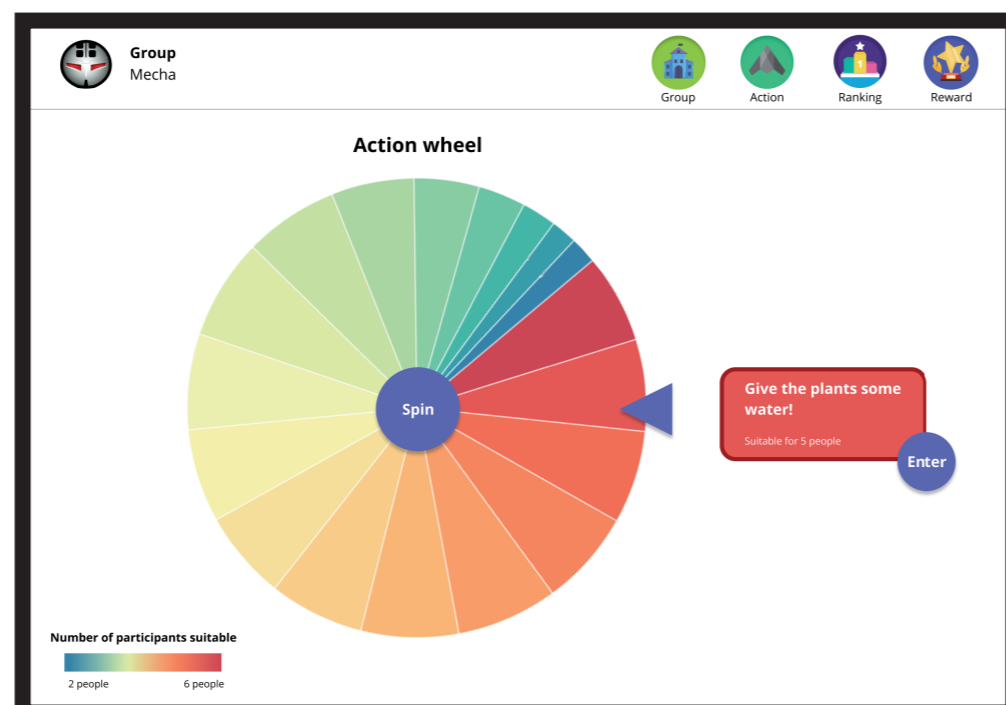 Group
Mecha
Group
Action
Ranking
Reward
1
Action wheel
Spin
Give the plants some
water!
Suitable for 5 people
Enter
Number of participants suitable
2 people
6 people